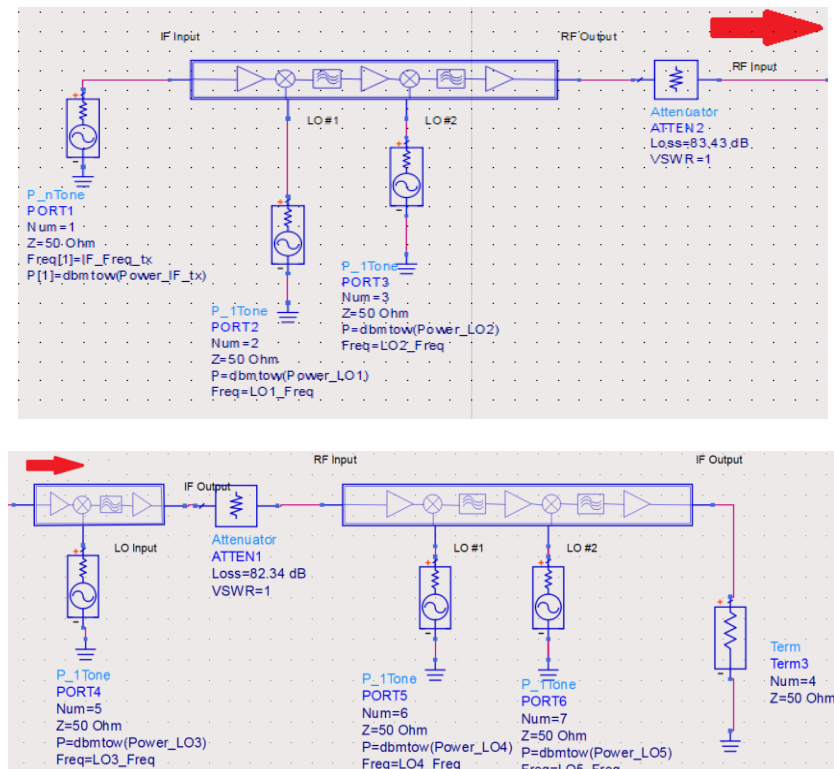 IF Input
RF Output
RF Input
LO #1
LO #2
Attenuator
ATTEN2
Loss=83.43 dB
VSWR=1
P_nTone
PORT1
Num=1
Z=50 Ohm
Freq[1]=IF_Freq_tx
P[1]=dbmtow(Power_IF_tx)
P_1Tone
PORT3
Num=3
Z=50 Ohm
P=dbmtow(Power_LO2)
Freq=LO2_Freq
P_1Tone
PORT2
Num=2
Z=50 Ohm
P=dbmtow(Power_LO1)
Freq=LO1_Freq
RF Input
IF Output
IF Output
LO Input
Attenuator
ATTEN1
Loss=82.34 dB
VSWR=1
LO #1
LO #2
P_1Tone
PORT4
Num=5
Z=50 Ohm
P=dbmtow(Power_LO3)
Freq=LO3_Freq
P_1Tone
PORT5
Num=6
Z=50 Ohm
P=dbmtow(Power_LO4)
Freq=LO4_Freq
P_1Tone
PORT6
Num=7
Z=50 Ohm
P=dbmtow(Power_LO5)
Freq=LO5_Freq
Term
Term3
Num=4
Z=50 Ohm